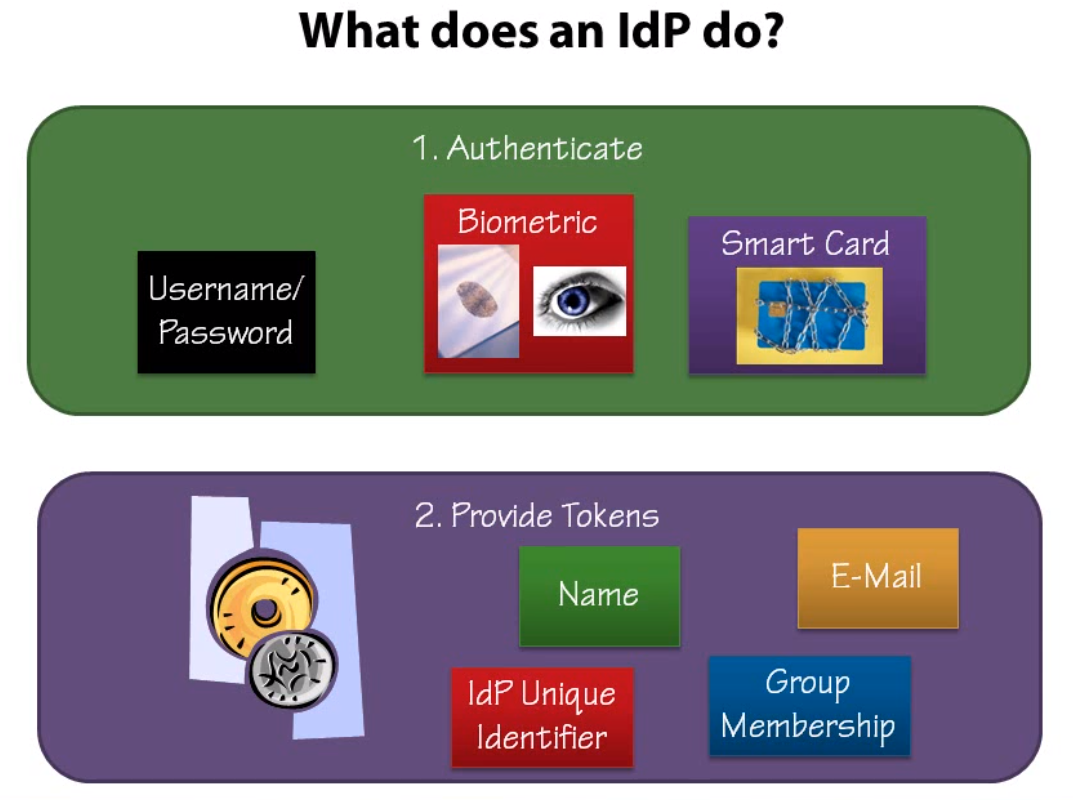 What does an IdP do?
1. Authenticate
Username/
Password
Biometric
Smart Card
2. Provide Tokens
Name
E-Mail
IdP Unique
Identifier
Group
Membership